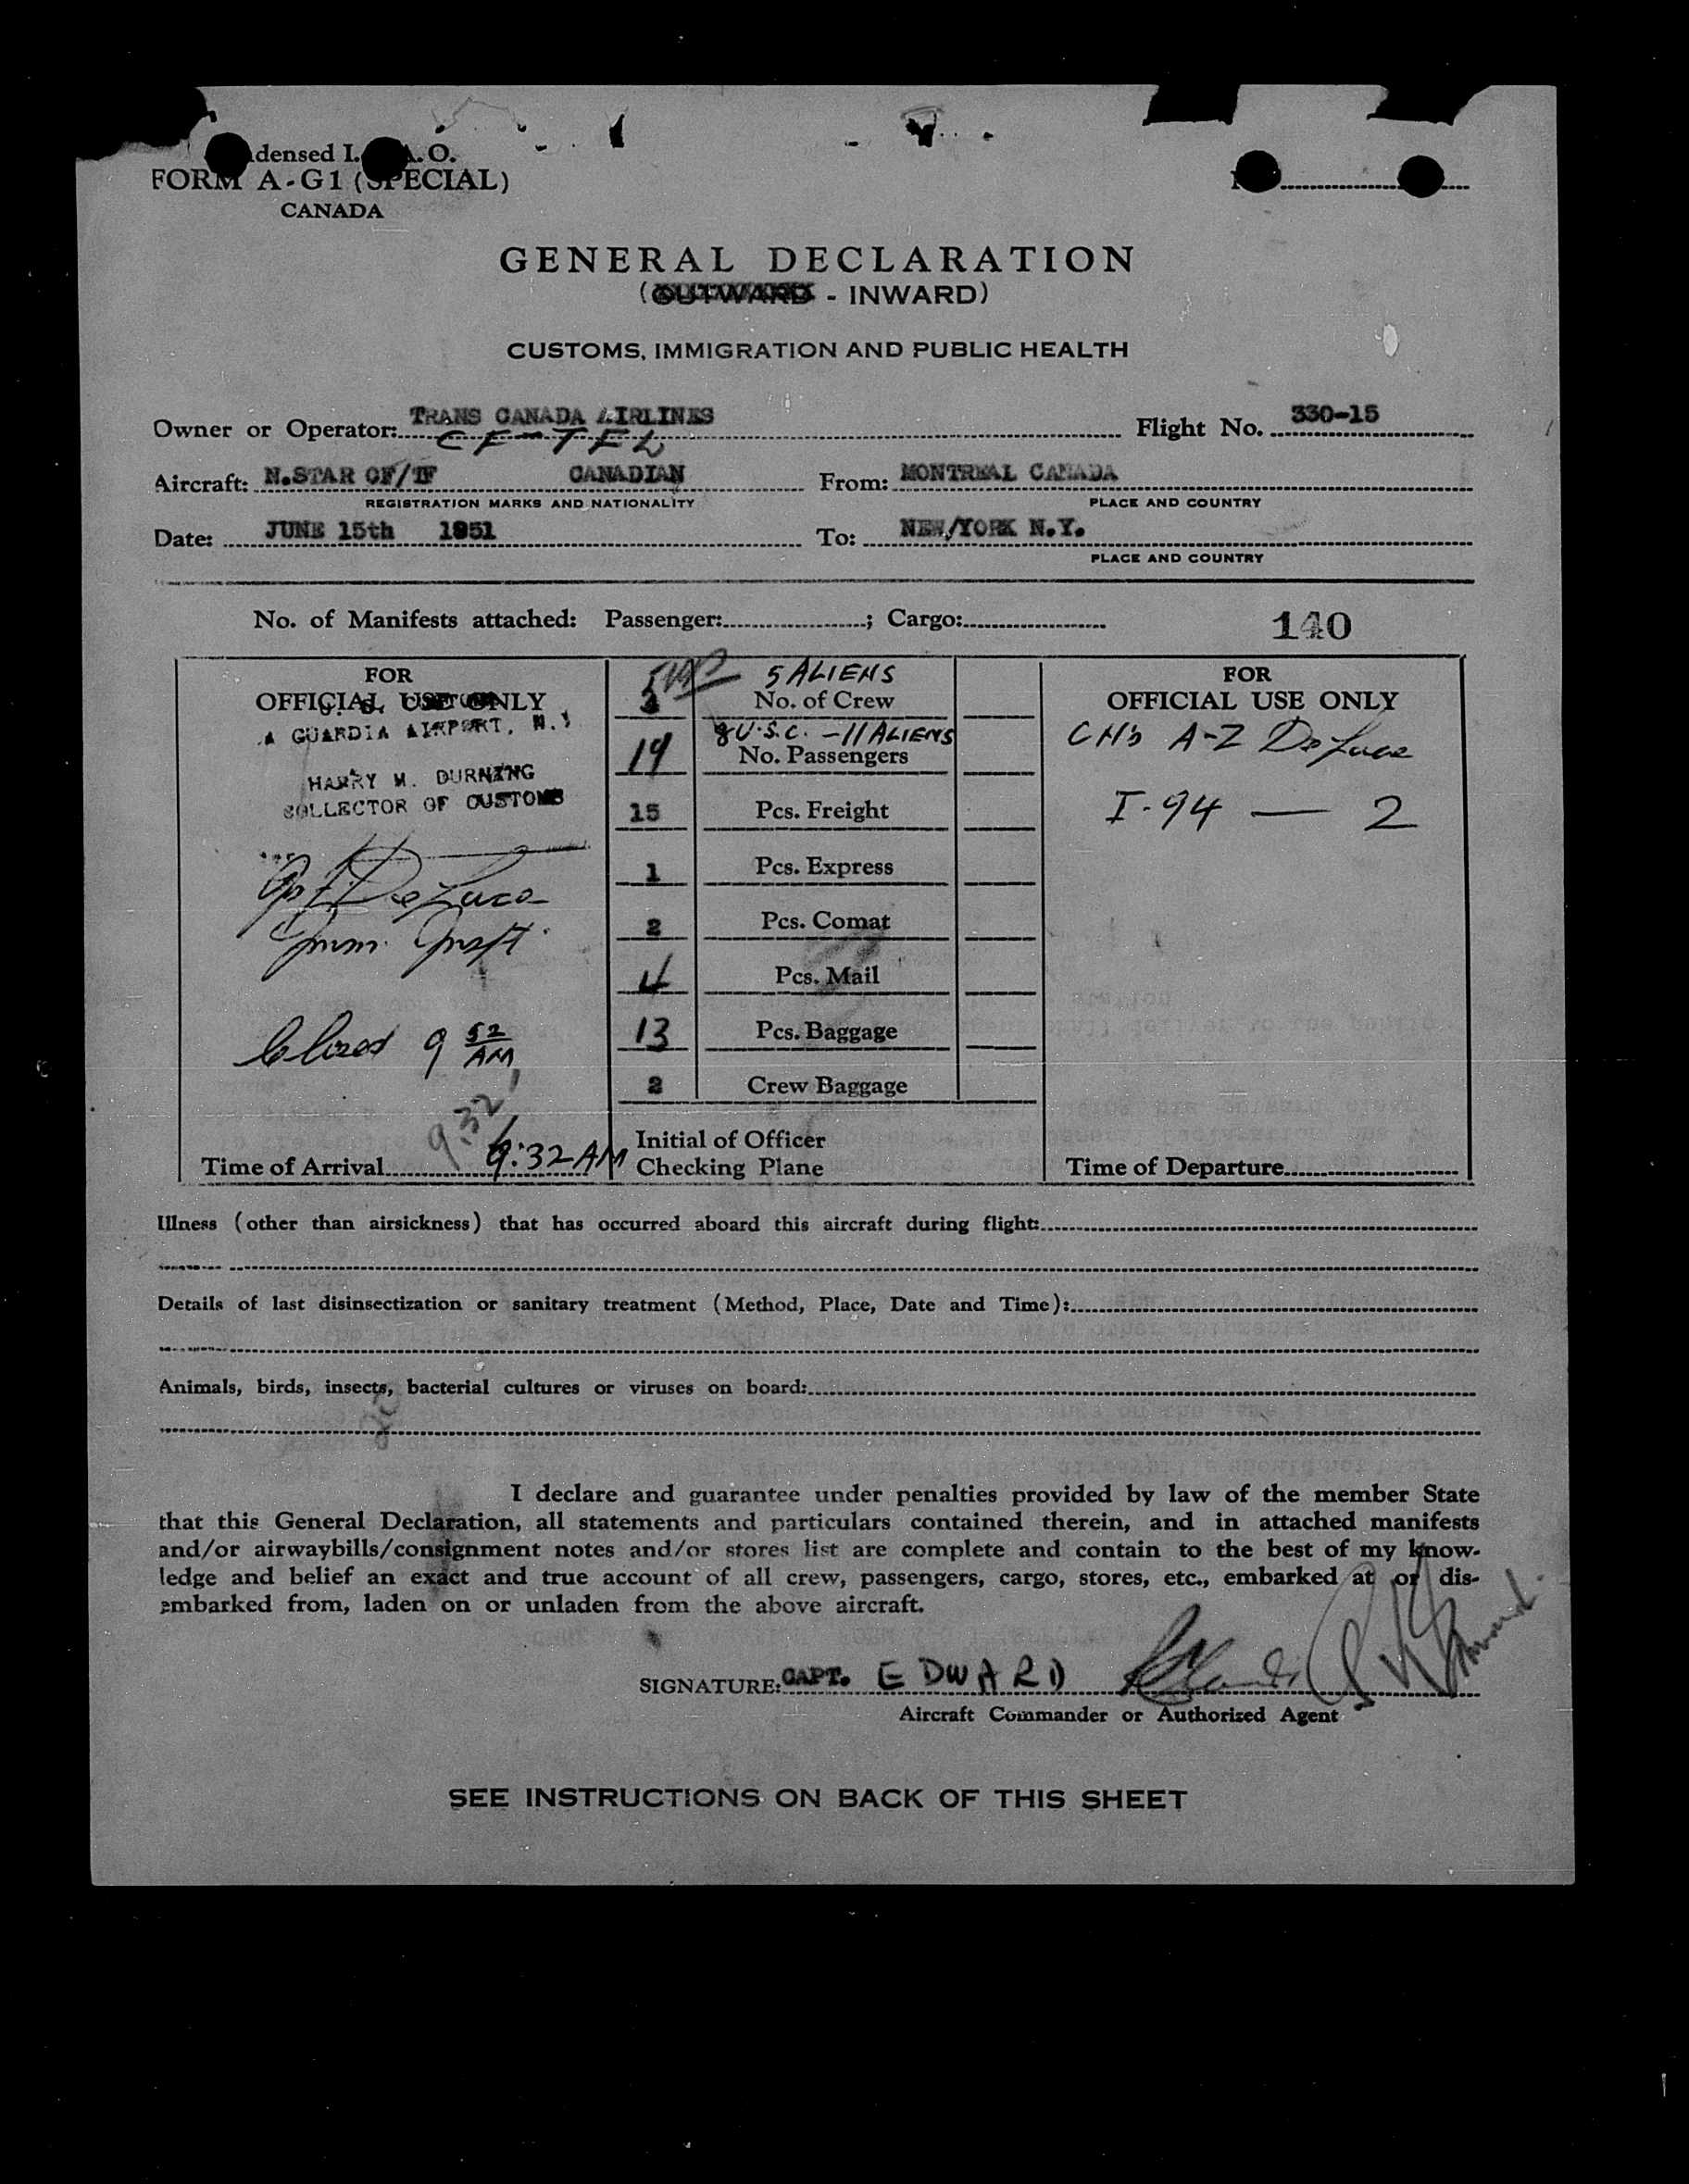 densed I. A.O.
FORM A-G1 (SPECIAL)
CANADA
GENERAL DECLARATION
(OUTWARD - INWARD)
CUSTOMS, IMMIGRATION AND PUBLIC HEALTH
Owner or Operator: TRANS CANADA AIRLINES Flight No. 330-15
CF-TFL
Aircraft: N.STAR CF/TF CANADIAN From: MONTREAL CANADA
REGISTRATION MARKS AND NATIONALITY PLACE AND COUNTRY
Date: JUNE 15th 1951 To: NEW/YORK N.Y.
PLACE AND COUNTRY
No. of Manifests attached: Passenger: ; Cargo: 140
FOR
OFFICIAL USE ONLY
A GUARDIA AIRPORT, N.Y
HARRY M. DURNING
COLLECTOR OF CUSTOMS
DeLuca
Imm. Inspt.
Cleared 9 52 AM
9:32
Time of Arrival 9:32 AM
5 5 ALIENS
No. of Crew
8 U.S.C. - 11 ALIENS
19 No. Passengers
15 Pcs. Freight
1 Pcs. Express
2 Pcs. Comat
4 Pcs. Mail
13 Pcs. Baggage
2 Crew Baggage
Initial of Officer
Checking Plane
FOR
OFFICIAL USE ONLY
A-Z DeLuca
I-94 — 2
Time of Departure
Illness (other than airsickness) that has occurred aboard this aircraft during flight:
Details of last disinsectization or sanitary treatment (Method, Place, Date and Time):
Animals, birds, insects, bacterial cultures or viruses on board:
I declare and guarantee under penalties provided by law of the member State
that this General Declaration, all statements and particulars contained therein, and in attached manifests
and/or airwaybills/consignment notes and/or stores list are complete and contain to the best of my know-
ledge and belief an exact and true account of all crew, passengers, cargo, stores, etc., embarked at or dis-
embarked from, laden on or unladen from the above aircraft.
SIGNATURE: CAPT. EDWARD
Aircraft Commander or Authorized Agent
SEE INSTRUCTIONS ON BACK OF THIS SHEET